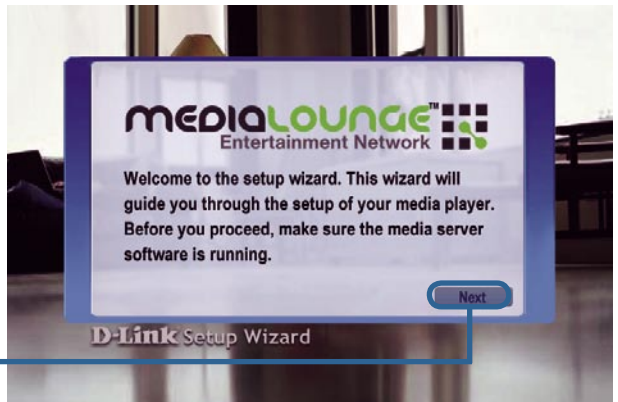 MEDIALOUNGE™
Entertainment Network
Welcome to the setup wizard. This wizard will
guide you through the setup of your media player.
Before you proceed, make sure the media server
software is running.
Next
D-Link Setup Wizard